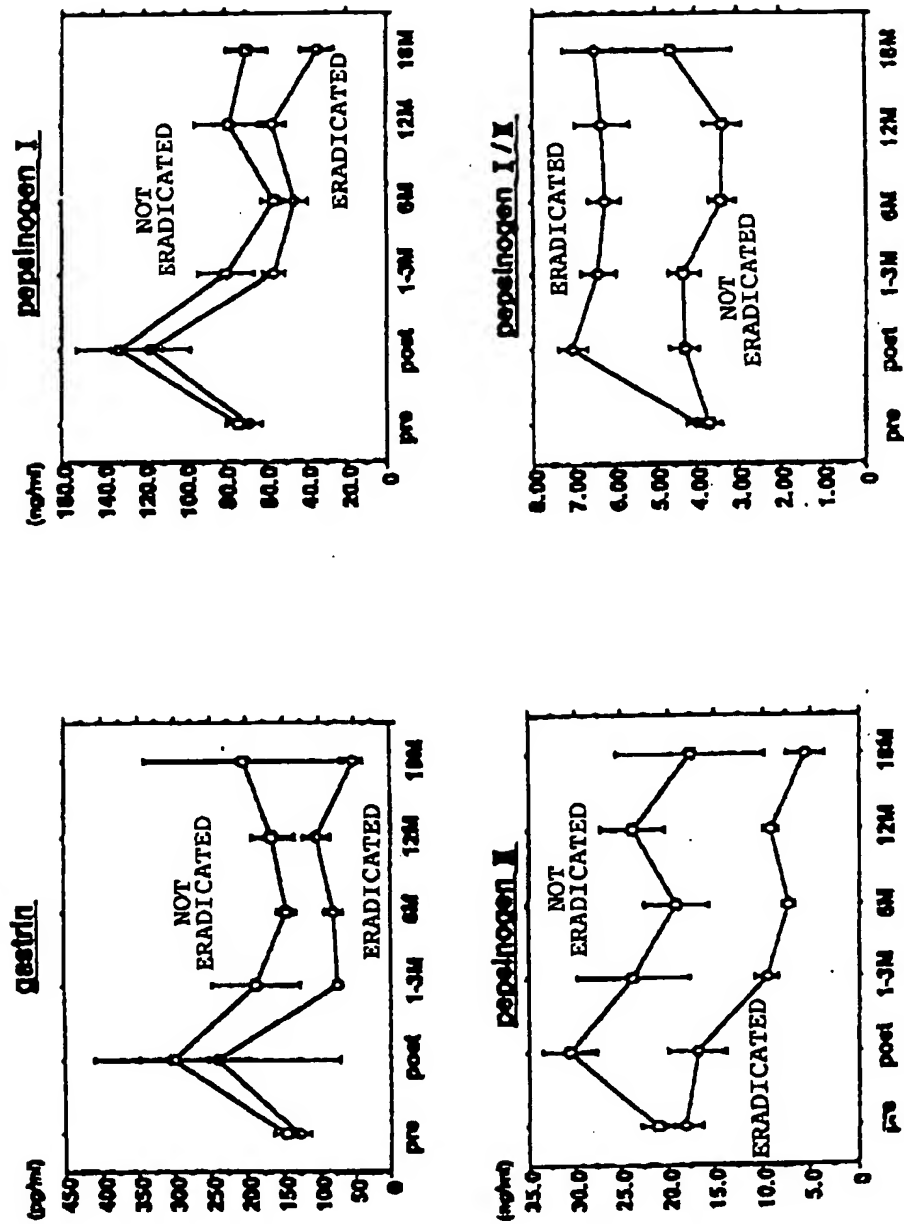 gastrin
(pg/ml)
450
400
350
300
250
200
150
100
50
0
NOT
ERADICATED
ERADICATED
pre post 1-3M 6M 12M 18M
pepsinogen I
(ng/ml)
160.0
140.0
120.0
100.0
80.0
60.0
40.0
20.0
0
NOT
ERADICATED
ERADICATED
pre post 1-3M 6M 12M 18M
pepsinogen II
(ng/ml)
35.0
30.0
25.0
20.0
15.0
10.0
5.0
0
NOT
ERADICATED
ERADICATED
pre post 1-3M 6M 12M 18M
pepsinogen I/II
8.00
7.00
6.00
5.00
4.00
3.00
2.00
1.00
0
ERADICATED
NOT
ERADICATED
pre post 1-3M 6M 12M 18M